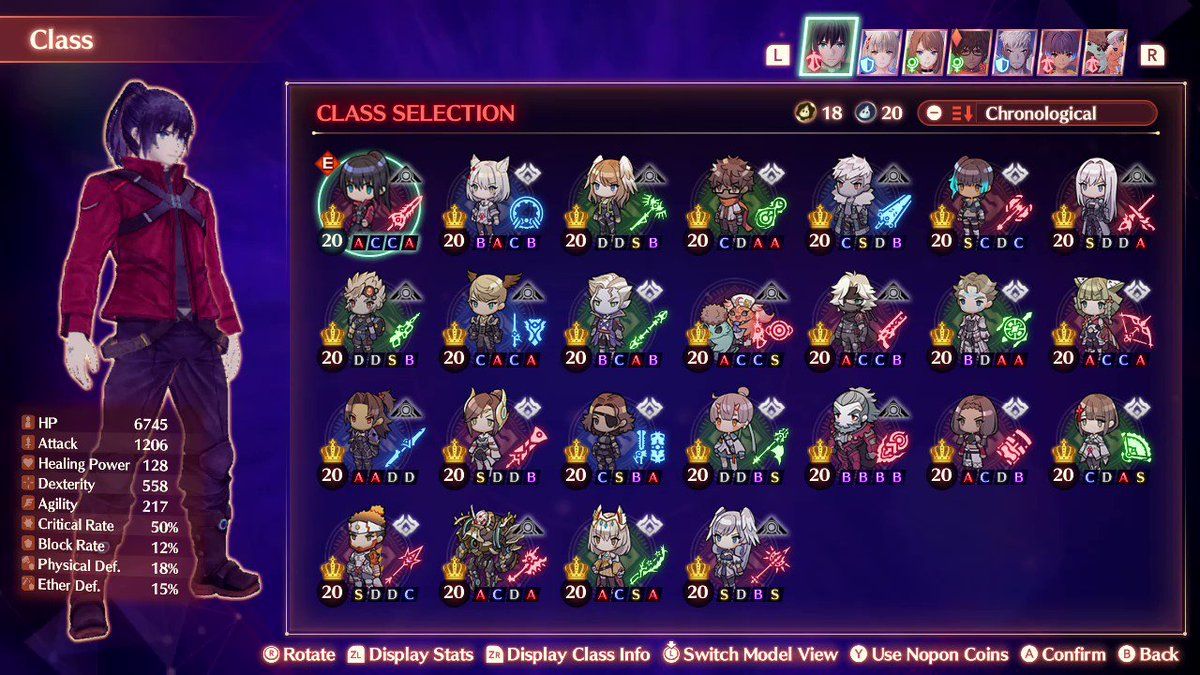 Class
L
R
CLASS SELECTION
18
20
Chronological
E
20 A C C A
20 B A C B
20 D D S B
20 C D A A
20 C S D B
20 S C D C
20 S D D A
20 D D S B
20 C A C A
20 B C A B
20 A C C S
20 A C C B
20 B D A A
20 A C C A
20 A A D D
20 S D D B
20 C S B A
20 D D B S
20 B B B B
20 A C D B
20 C D A S
20 S D D C
20 A C D A
20 A C S A
20 S D B S
HP 6745
Attack 1206
Healing Power 128
Dexterity 558
Agility 217
Critical Rate 50%
Block Rate 12%
Physical Def. 18%
Ether Def. 15%
R Rotate ZL Display Stats ZR Display Class Info L Switch Model View Y Use Nopon Coins A Confirm B Back